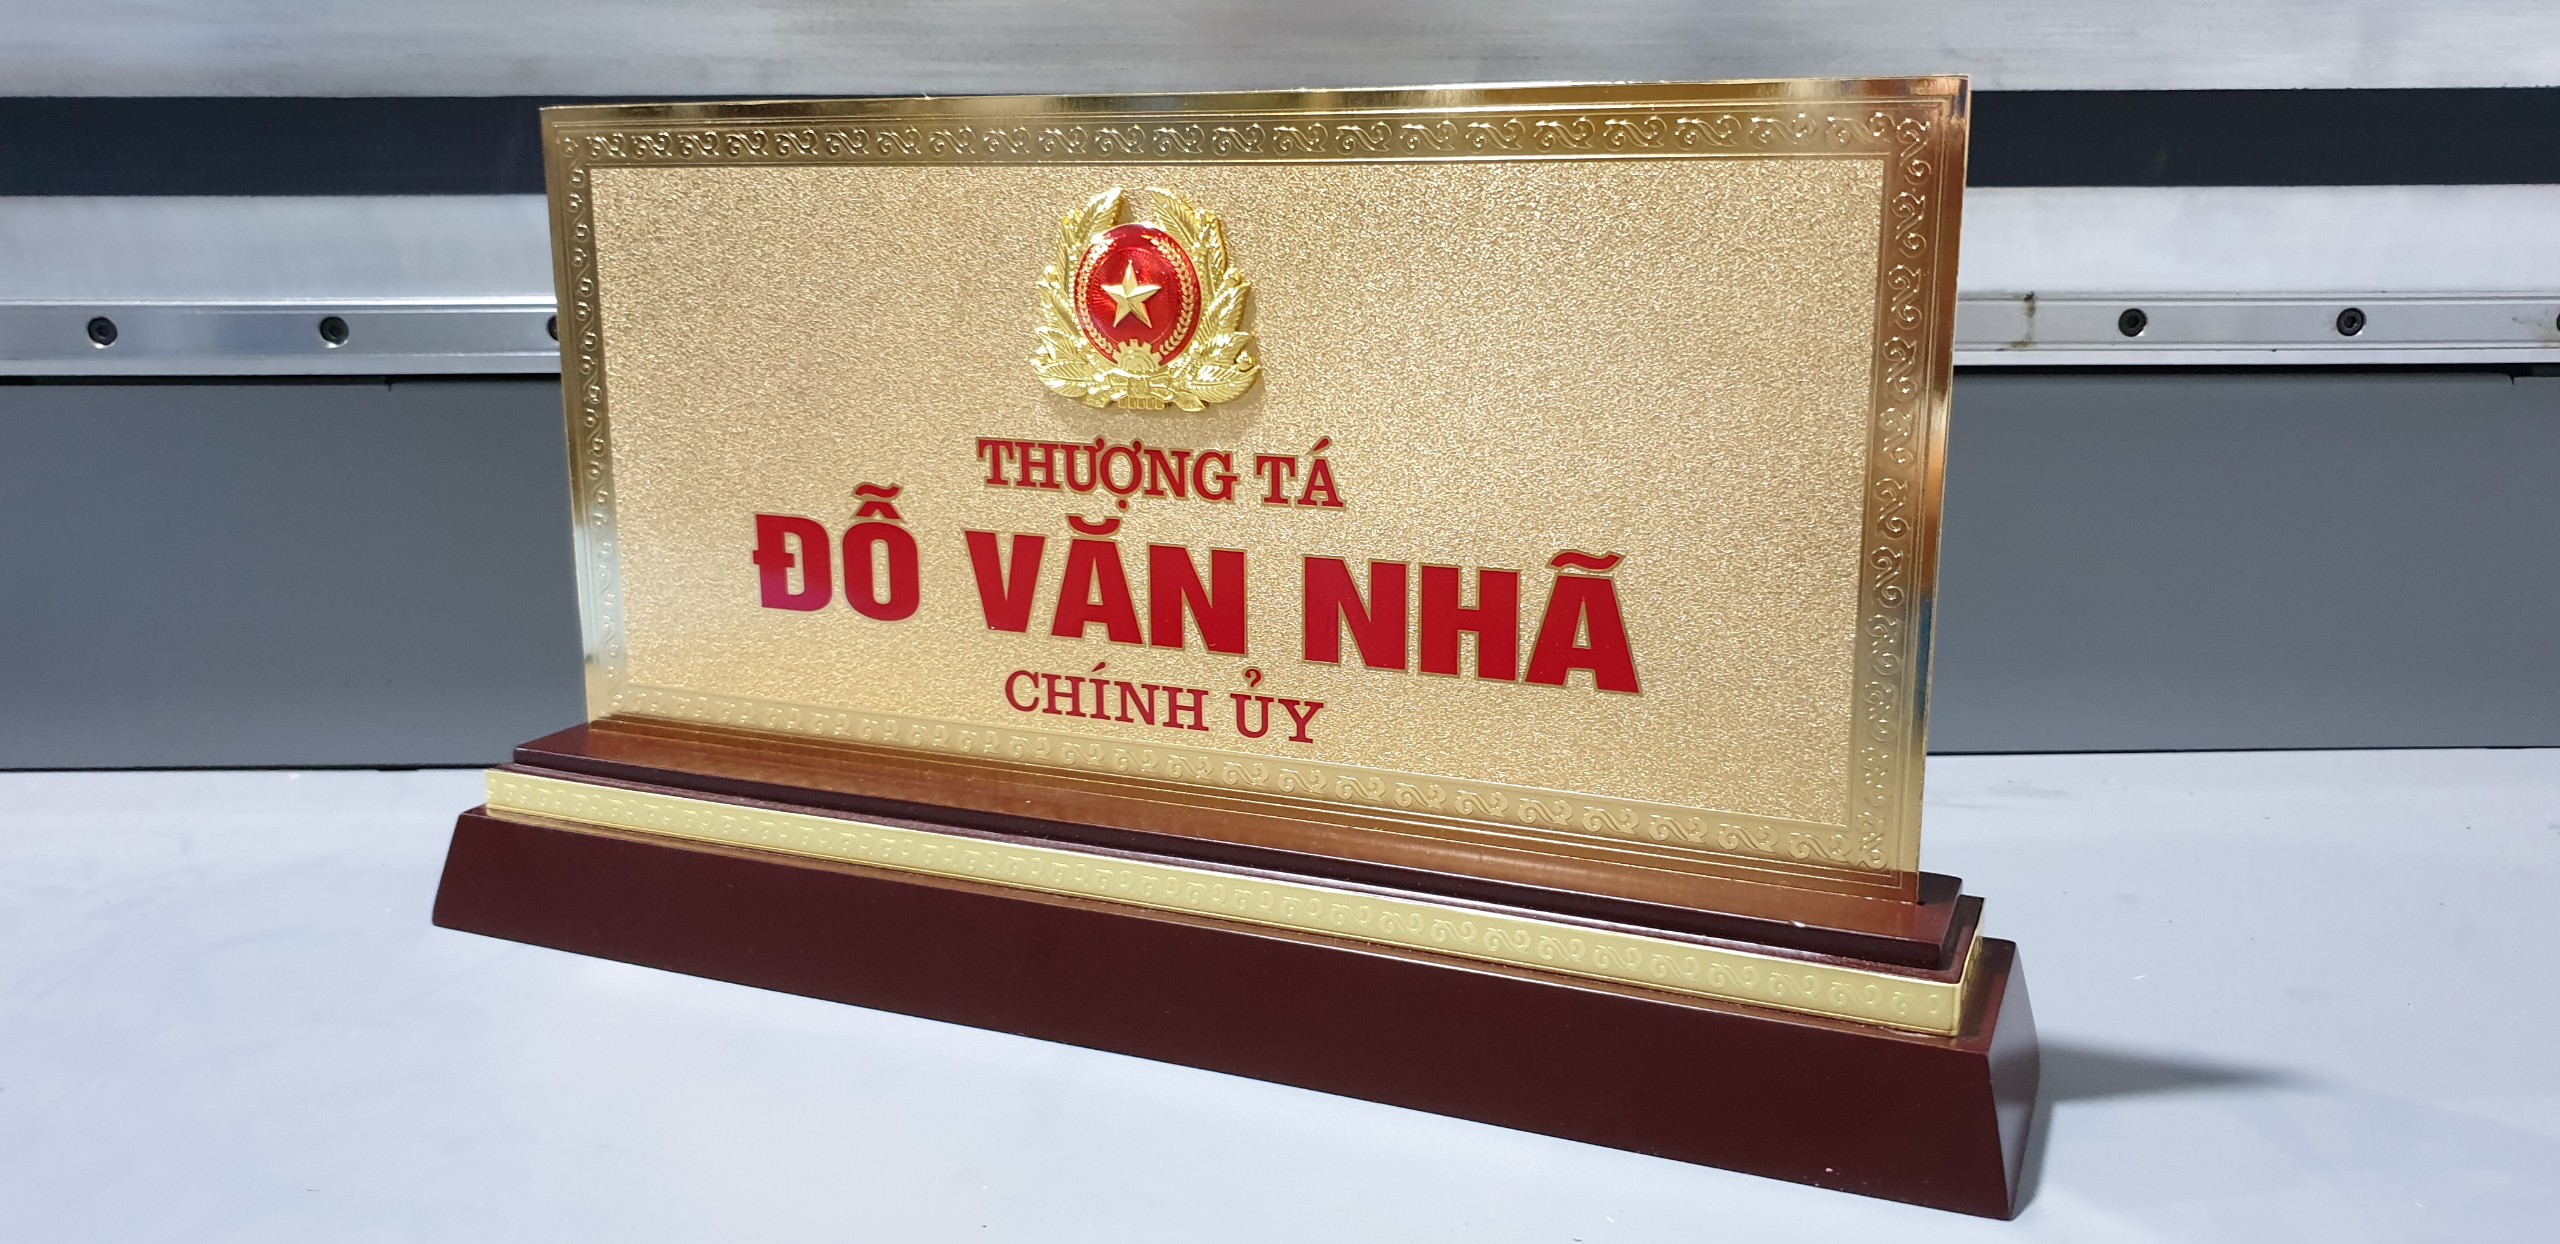 THƯỢNG TÁ
ĐỖ VĂN NHÃ
CHÍNH ỦY